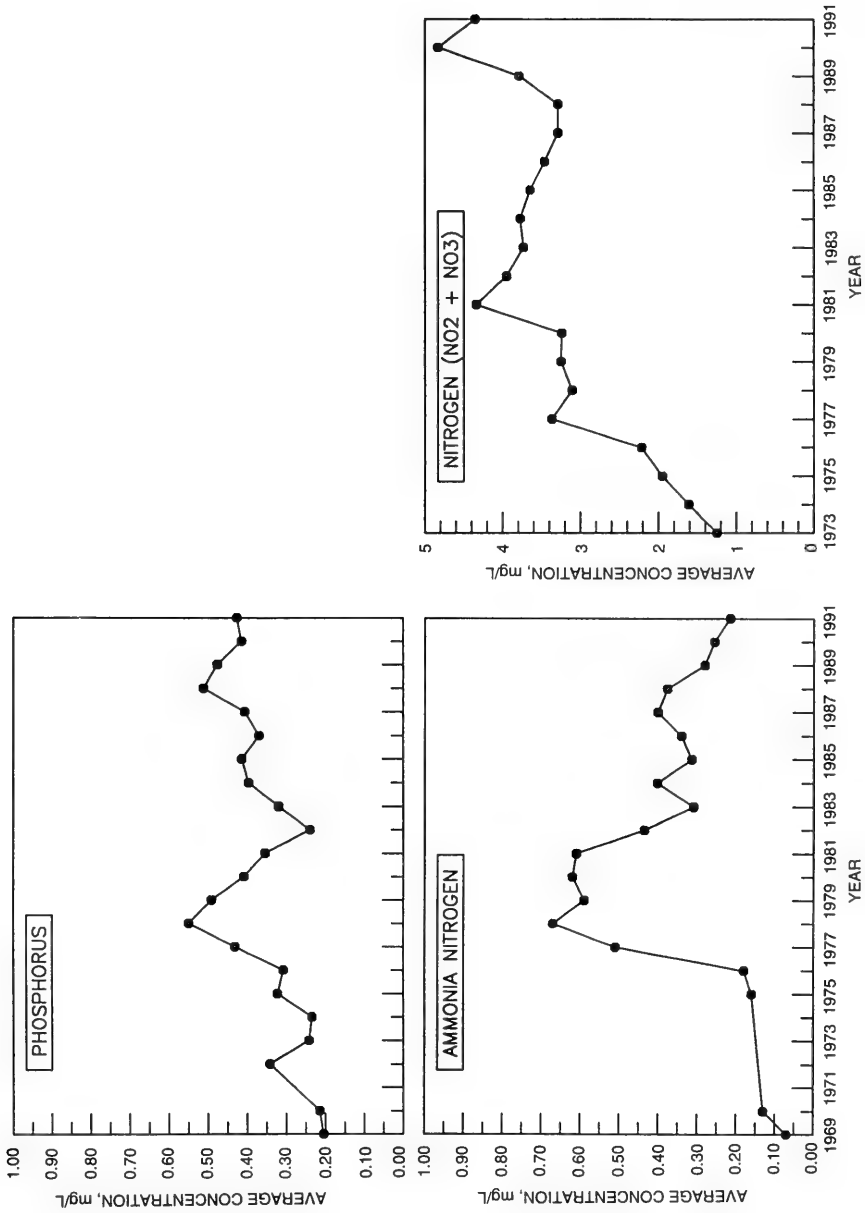 PHOSPHORUS
AVERAGE CONCENTRATION, mg/L
1.00
0.90
0.80
0.70
0.60
0.50
0.40
0.30
0.20
0.10
0.00
AMMONIA NITROGEN
AVERAGE CONCENTRATION, mg/L
1.00
0.90
0.80
0.70
0.60
0.50
0.40
0.30
0.20
0.10
0.00
1969 1971 1973 1975 1977 1979 1981 1983 1985 1987 1989 1991
YEAR
NITROGEN (NO2 + NO3)
AVERAGE CONCENTRATION, mg/L
5
4
3
2
1
0
1973 1975 1977 1979 1981 1983 1985 1987 1989 1991
YEAR